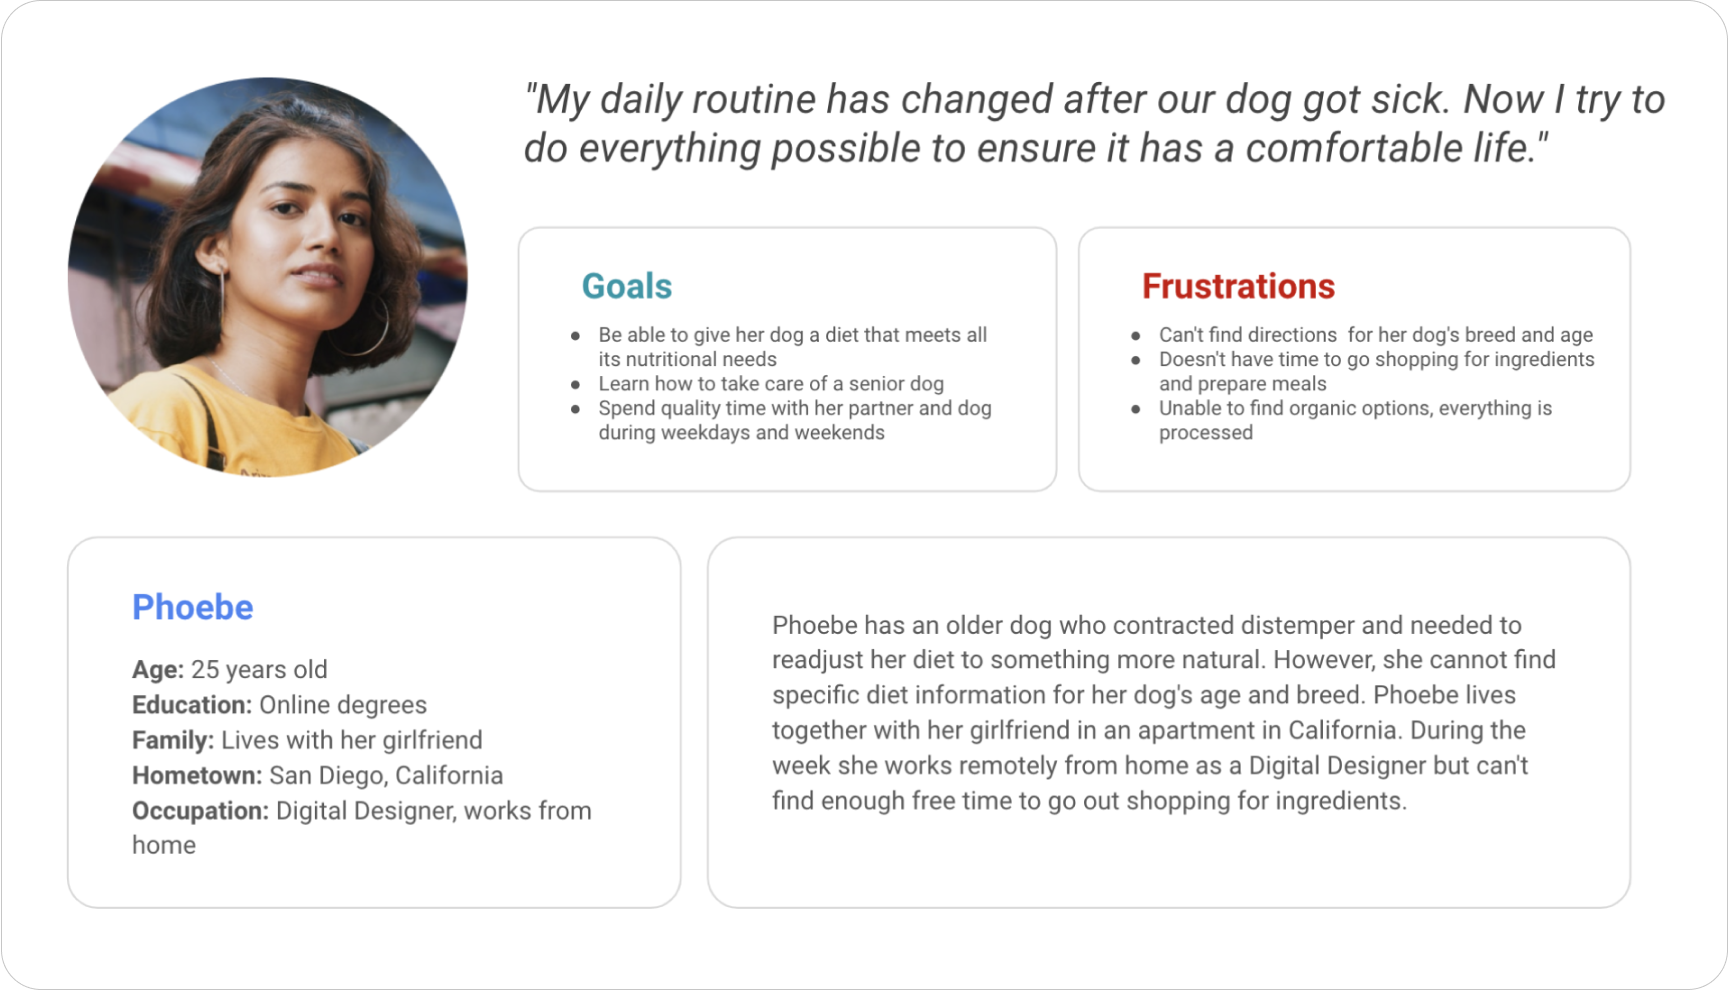 "My daily routine has changed after our dog got sick. Now I try to
do everything possible to ensure it has a comfortable life."
Goals
● Be able to give her dog a diet that meets all
its nutritional needs
● Learn how to take care of a senior dog
● Spend quality time with her partner and dog
during weekdays and weekends
Frustrations
● Can't find directions  for her dog's breed and age
● Doesn't have time to go shopping for ingredients
and prepare meals
● Unable to find organic options, everything is
processed
Phoebe
Age: 25 years old
Education: Online degrees
Family: Lives with her girlfriend
Hometown: San Diego, California
Occupation: Digital Designer, works from
home
Phoebe has an older dog who contracted distemper and needed to
readjust her diet to something more natural. However, she cannot find
specific diet information for her dog's age and breed. Phoebe lives
together with her girlfriend in an apartment in California. During the
week she works remotely from home as a Digital Designer but can't
find enough free time to go out shopping for ingredients.